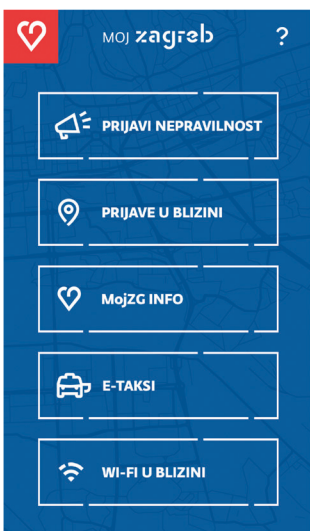 MOJ zagreb ?
PRIJAVI NEPRAVILNOST
PRIJAVE U BLIZINI
MojZG INFO
E-TAKSI
WI-FI U BLIZINI